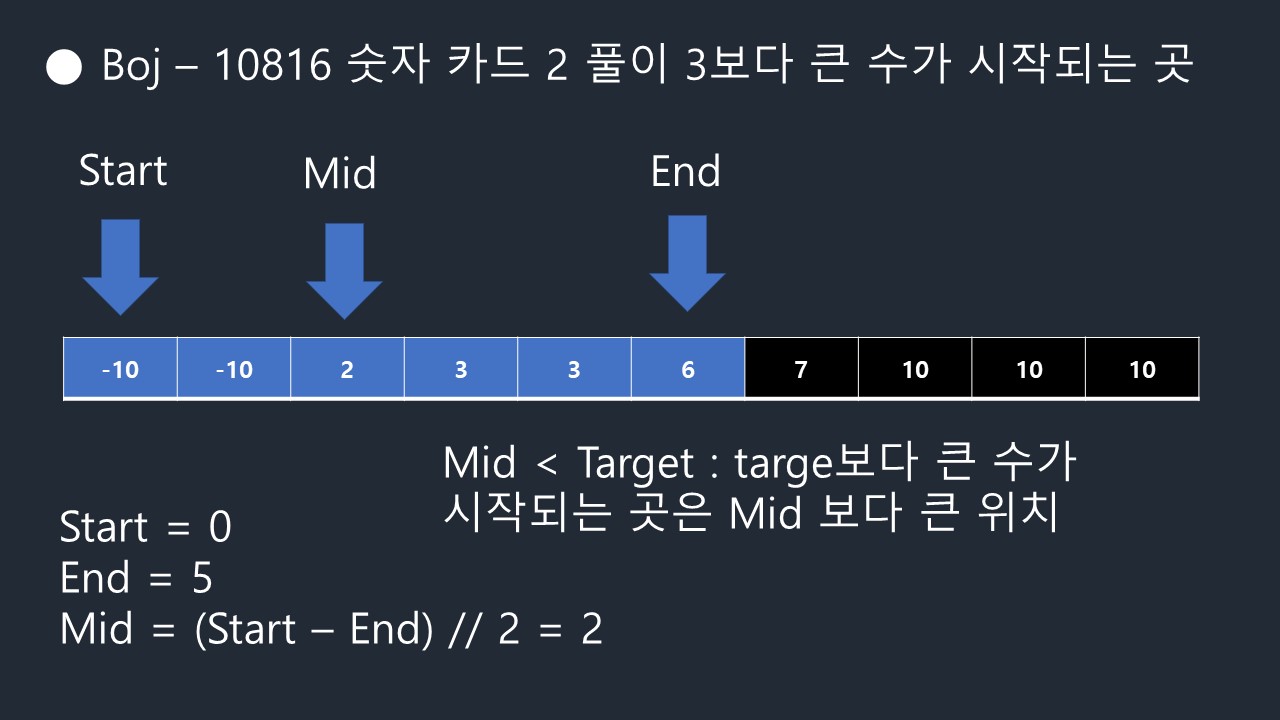 ● Boj – 10816 숫자 카드 2 풀이 3보다 큰 수가 시작되는 곳
Start Mid End
-10 -10 2 3 3 6 7 10 10 10
Mid < Target : targe보다 큰 수가
시작되는 곳은 Mid 보다 큰 위치
Start = 0
End = 5
Mid = (Start – End) // 2 = 2